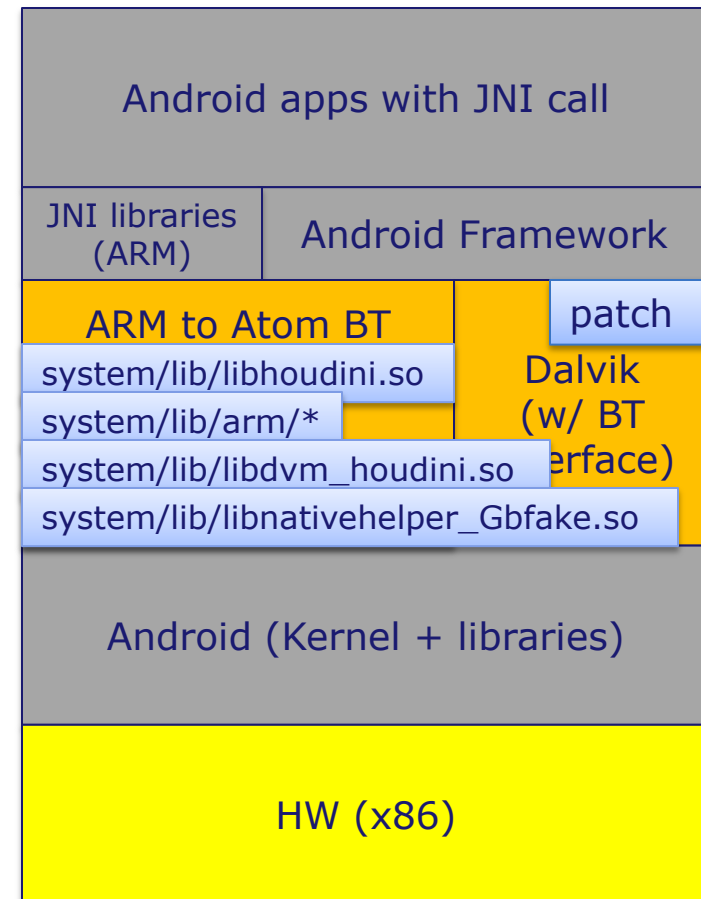 Android apps with JNI call
JNI libraries
(ARM)
Android Framework
ARM to Atom BT
system/lib/libhoudini.so
system/lib/arm/*
system/lib/libdvm_houdini.so
system/lib/libnativehelper_Gbfake.so
patch
Dalvik
(w/ BT
erface)
Android (Kernel + libraries)
HW (x86)